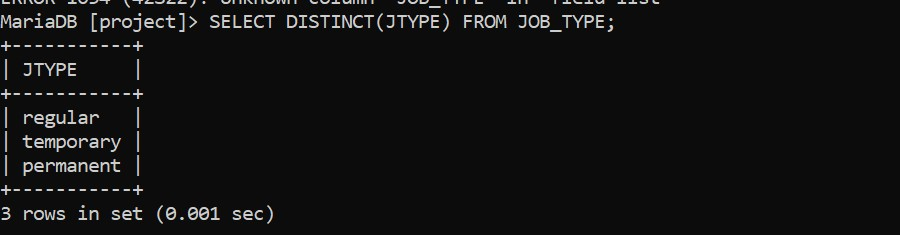 ERROR 1054 (42S22): Unknown column 'JOB_TYPE' in 'field list'
MariaDB [project]> SELECT DISTINCT(JTYPE) FROM JOB_TYPE;
+-----------+
| JTYPE     |
+-----------+
| regular   |
| temporary |
| permanent |
+-----------+
3 rows in set (0.001 sec)